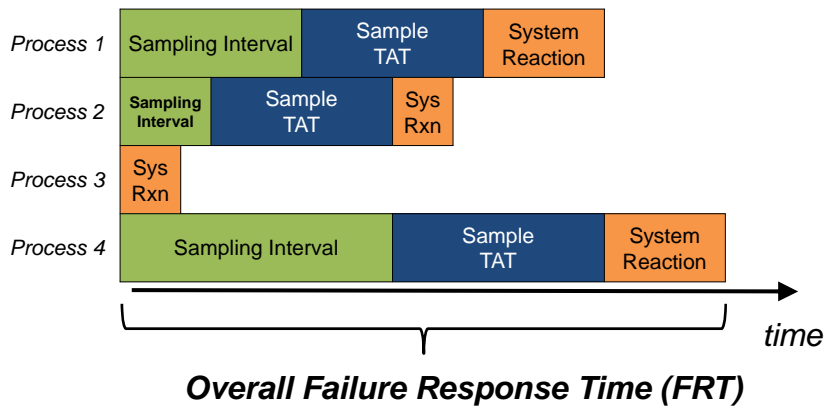 Process 1
Sampling Interval
Sample
TAT
System
Reaction
Process 2
Sampling
Interval
Sample
TAT
Sys
Rxn
Process 3
Sys
Rxn
Process 4
Sampling Interval
Sample
TAT
System
Reaction
time
Overall Failure Response Time (FRT)